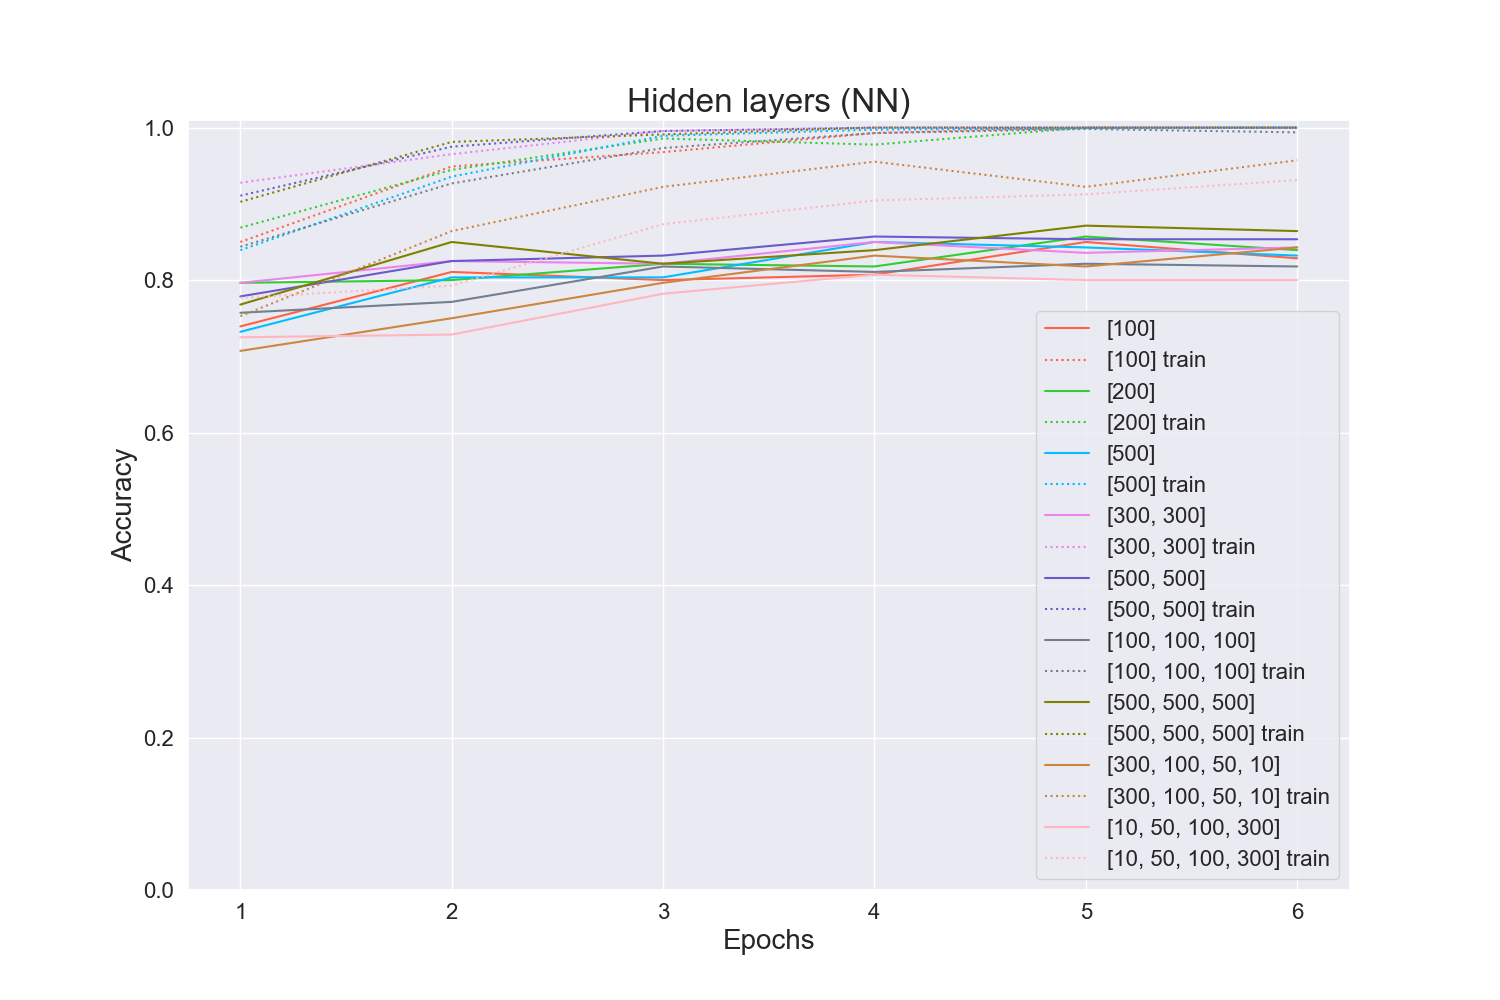 Hidden layers (NN)
1.0
0.8
0.6
0.4
0.2
0.0
Accuracy
1 2 3 4 5 6
Epochs
[100]
[100] train
[200]
[200] train
[500]
[500] train
[300, 300]
[300, 300] train
[500, 500]
[500, 500] train
[100, 100, 100]
[100, 100, 100] train
[500, 500, 500]
[500, 500, 500] train
[300, 100, 50, 10]
[300, 100, 50, 10] train
[10, 50, 100, 300]
[10, 50, 100, 300] train